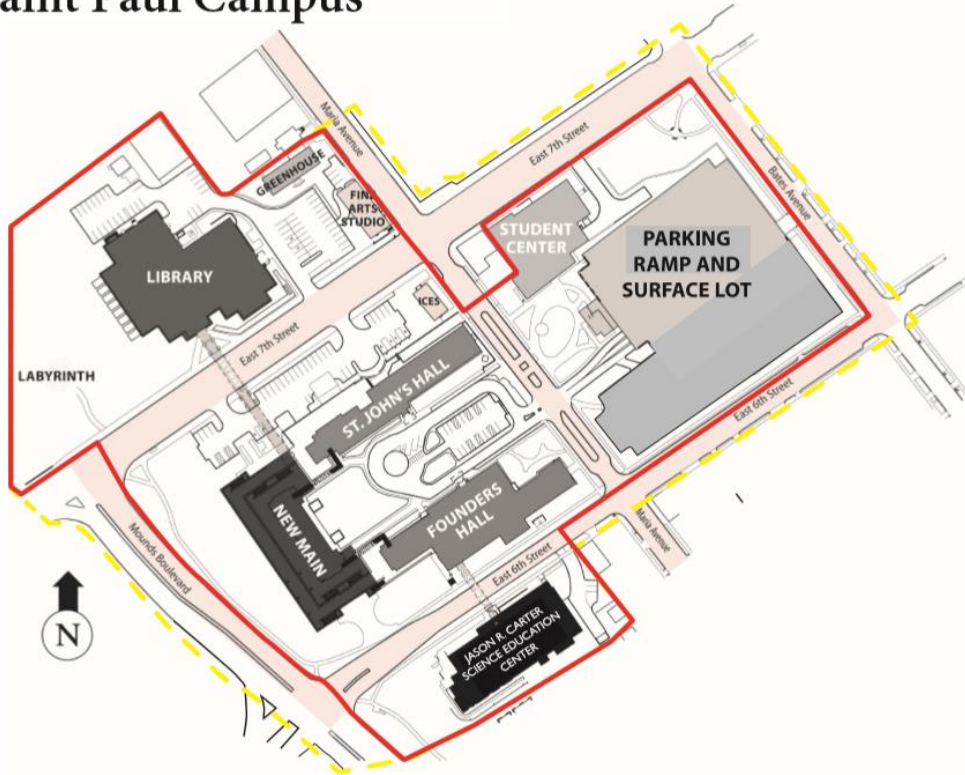 Saint Paul Campus
Maria Avenue
East 7th Street
Bates Avenue
GREENHOUSE
FINE
ARTS
STUDIO
STUDENT
CENTER
PARKING
RAMP AND
SURFACE LOT
LIBRARY
ICES
East 7th Street
LABYRINTH
ST. JOHN'S HALL
East 6th Street
NEW MAIN
FOUNDERS
HALL
Mounds Boulevard
Maria Avenue
East 6th Street
N
JASON R. CARTER
SCIENCE EDUCATION
CENTER